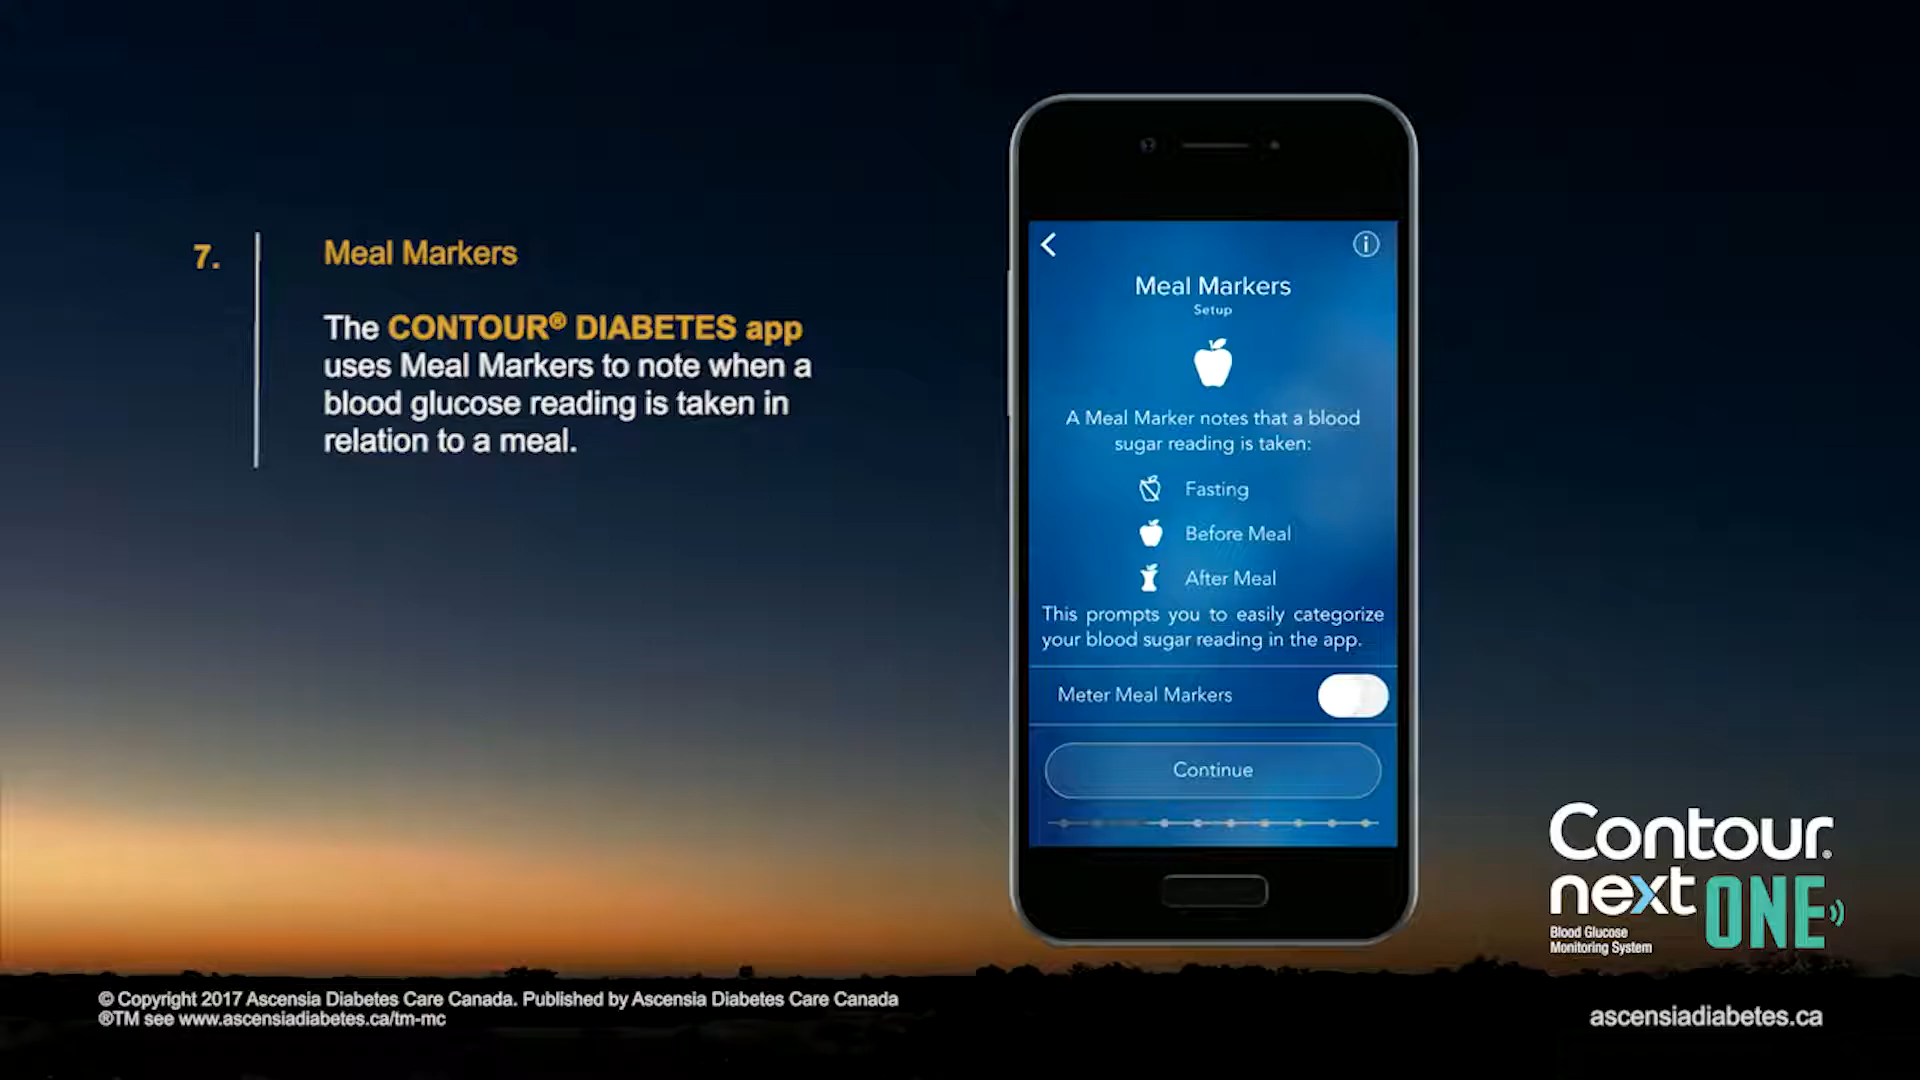 7.
Meal Markers
The CONTOUR® DIABETES app
uses Meal Markers to note when a
blood glucose reading is taken in
relation to a meal.
Meal Markers
Setup
A Meal Marker notes that a blood
sugar reading is taken:
Fasting
Before Meal
After Meal
This prompts you to easily categorize
your blood sugar reading in the app.
Meter Meal Markers
Continue
Contour®
next ONE
Blood Glucose
Monitoring System
© Copyright 2017 Ascensia Diabetes Care Canada. Published by Ascensia Diabetes Care Canada
®TM see www.ascensiadiabetes.ca/tm-mc
ascensiadiabetes.ca